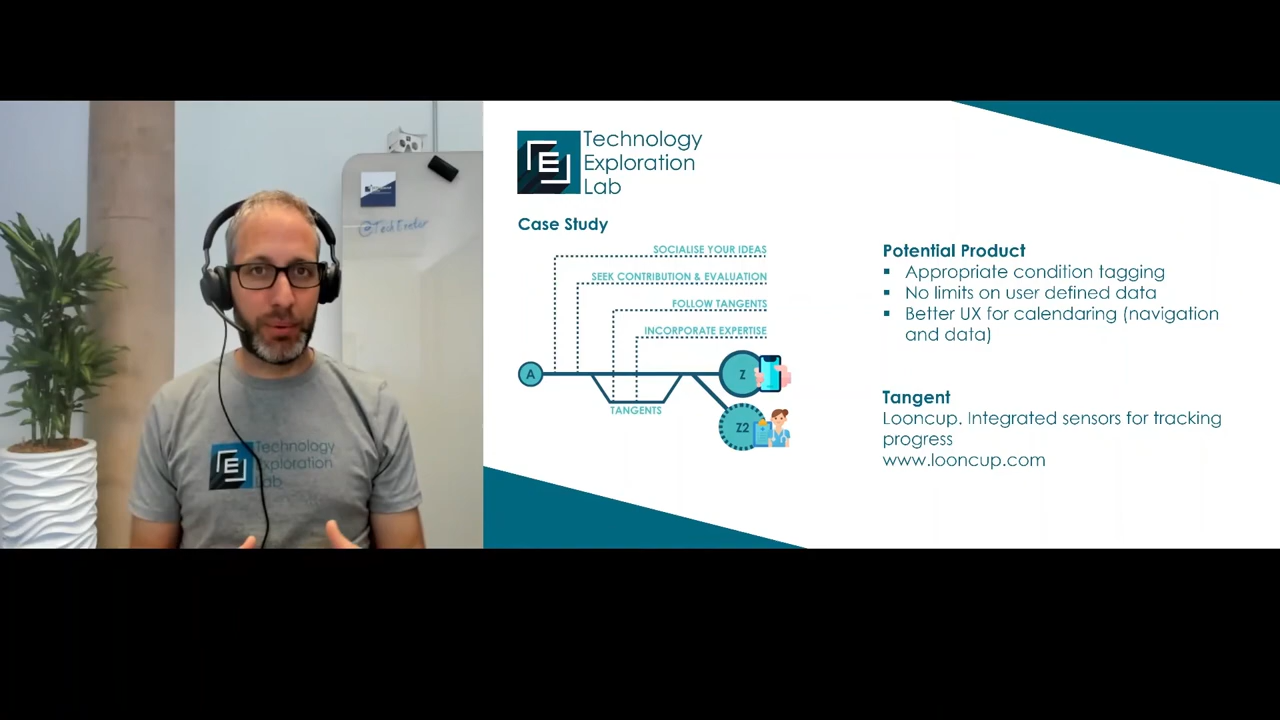 @TechExeter
Technology
Exploration
Lab
Technology
Exploration
Lab
Case Study
SOCIALISE YOUR IDEAS
SEEK CONTRIBUTION & EVALUATION
FOLLOW TANGENTS
INCORPORATE EXPERTISE
A
Z
TANGENTS
Z2
Potential Product
▪ Appropriate condition tagging
▪ No limits on user defined data
▪ Better UX for calendaring (navigation
and data)
Tangent
Looncup. Integrated sensors for tracking
progress
www.looncup.com